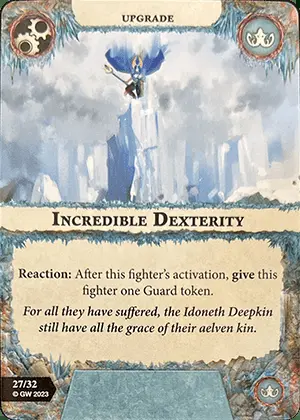 UPGRADE
INCREDIBLE DEXTERITY
Reaction: After this fighter's activation, give this
fighter one Guard token.
For all they have suffered, the Idoneth Deepkin
still have all the grace of their aelven kin.
27/32
© GW 2023